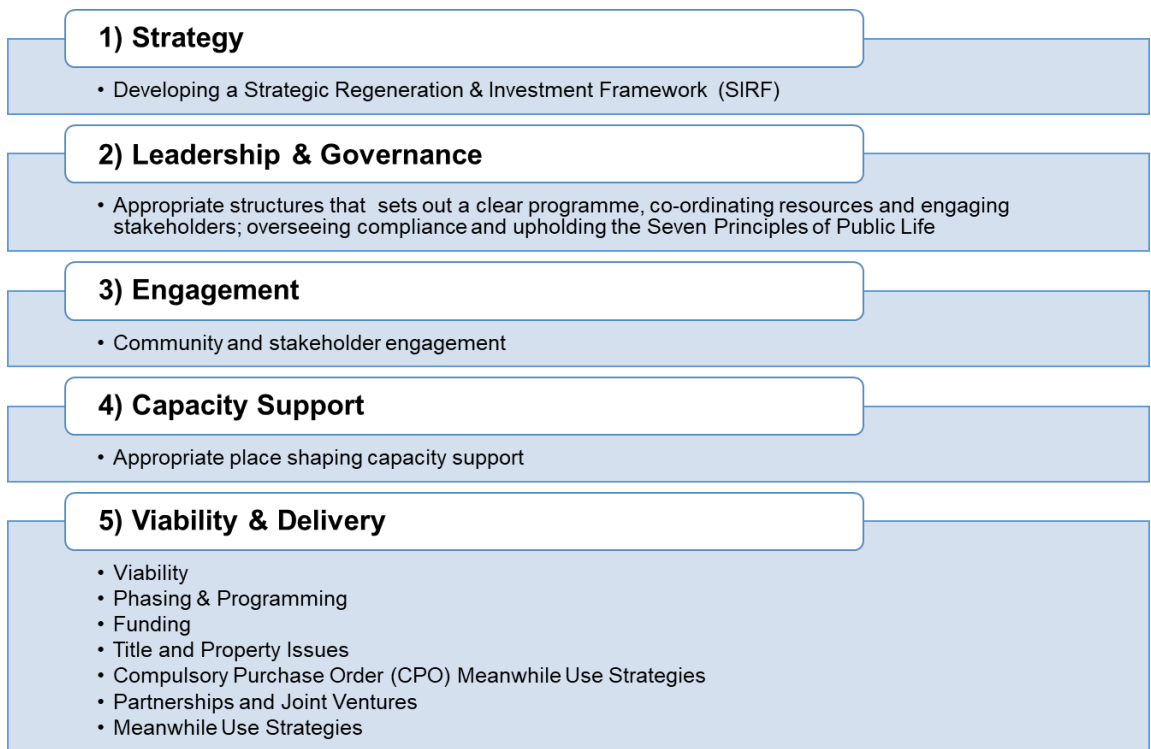 1) Strategy
• Developing a Strategic Regeneration & Investment Framework (SIRF)
2) Leadership & Governance
• Appropriate structures that sets out a clear programme, co-ordinating resources and engaging
stakeholders; overseeing compliance and upholding the Seven Principles of Public Life
3) Engagement
• Community and stakeholder engagement
4) Capacity Support
• Appropriate place shaping capacity support
5) Viability & Delivery
• Viability
• Phasing & Programming
• Funding
• Title and Property Issues
• Compulsory Purchase Order (CPO) Meanwhile Use Strategies
• Partnerships and Joint Ventures
• Meanwhile Use Strategies